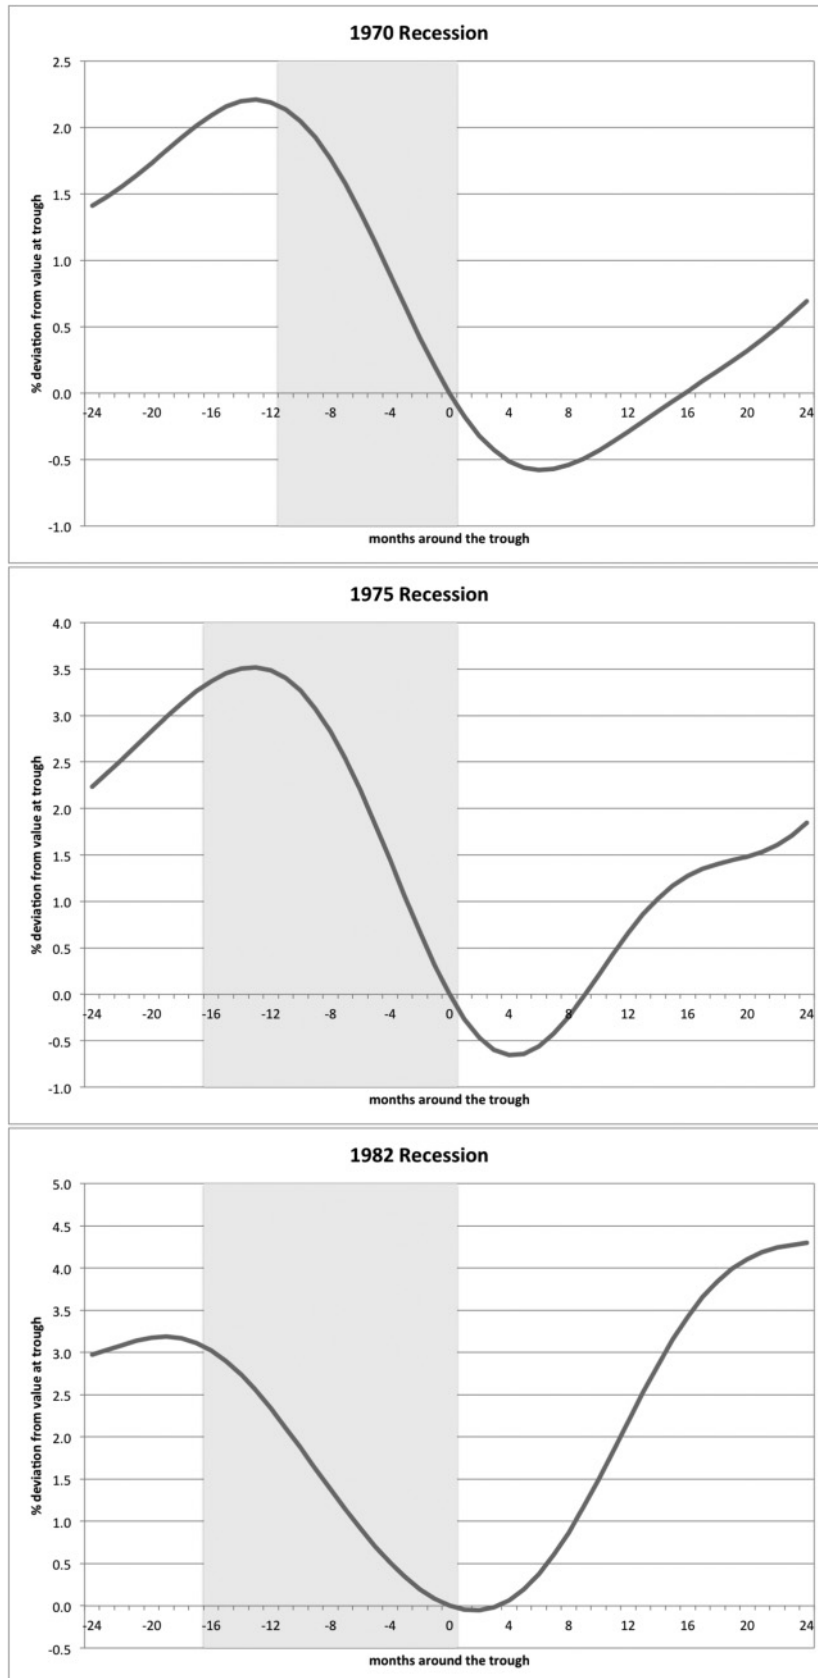 1970 Recession
% deviation from value at trough
2.5
2.0
1.5
1.0
0.5
0.0
-0.5
-1.0
-24 -20 -16 -12 -8 -4 0 4 8 12 16 20 24
months around the trough
1975 Recession
% deviation from value at trough
4.0
3.5
3.0
2.5
2.0
1.5
1.0
0.5
0.0
-0.5
-1.0
-24 -20 -16 -12 -8 -4 0 4 8 12 16 20 24
months around the trough
1982 Recession
% deviation from value at trough
5.0
4.5
4.0
3.5
3.0
2.5
2.0
1.5
1.0
0.5
0.0
-0.5
-24 -20 -16 -12 -8 -4 0 4 8 12 16 20 24
months around the trough